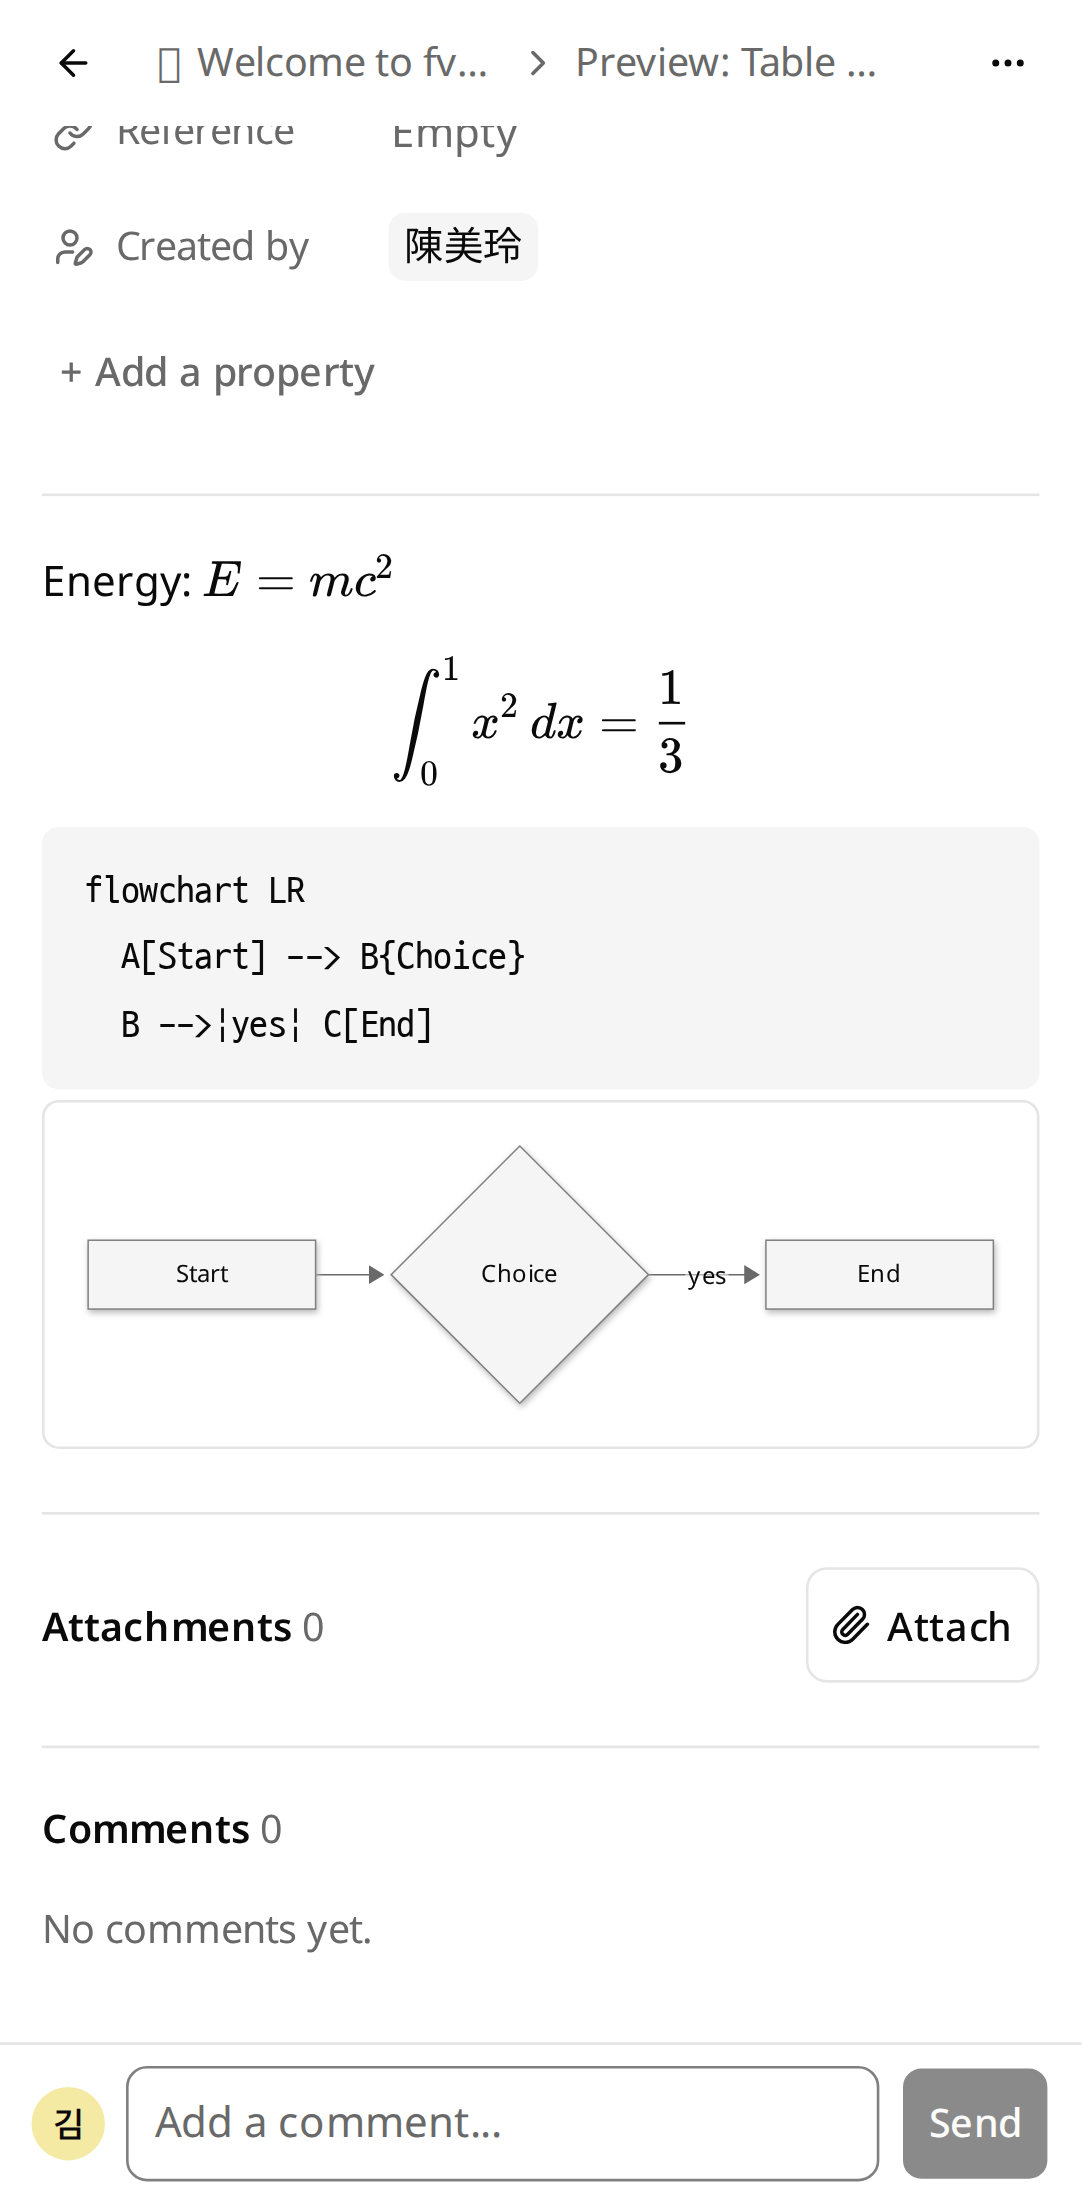 Welcome to fv... > Preview: Table ...
Reference Empty
Created by 陳美玲
+ Add a property
Energy: E = mc²
∫₀¹ x² dx = 1/3
flowchart LR
  A[Start] --> B{Choice}
  B -->|yes| C[End]
Start Choice yes End
Attachments 0 Attach
Comments 0
No comments yet.
김 Add a comment... Send